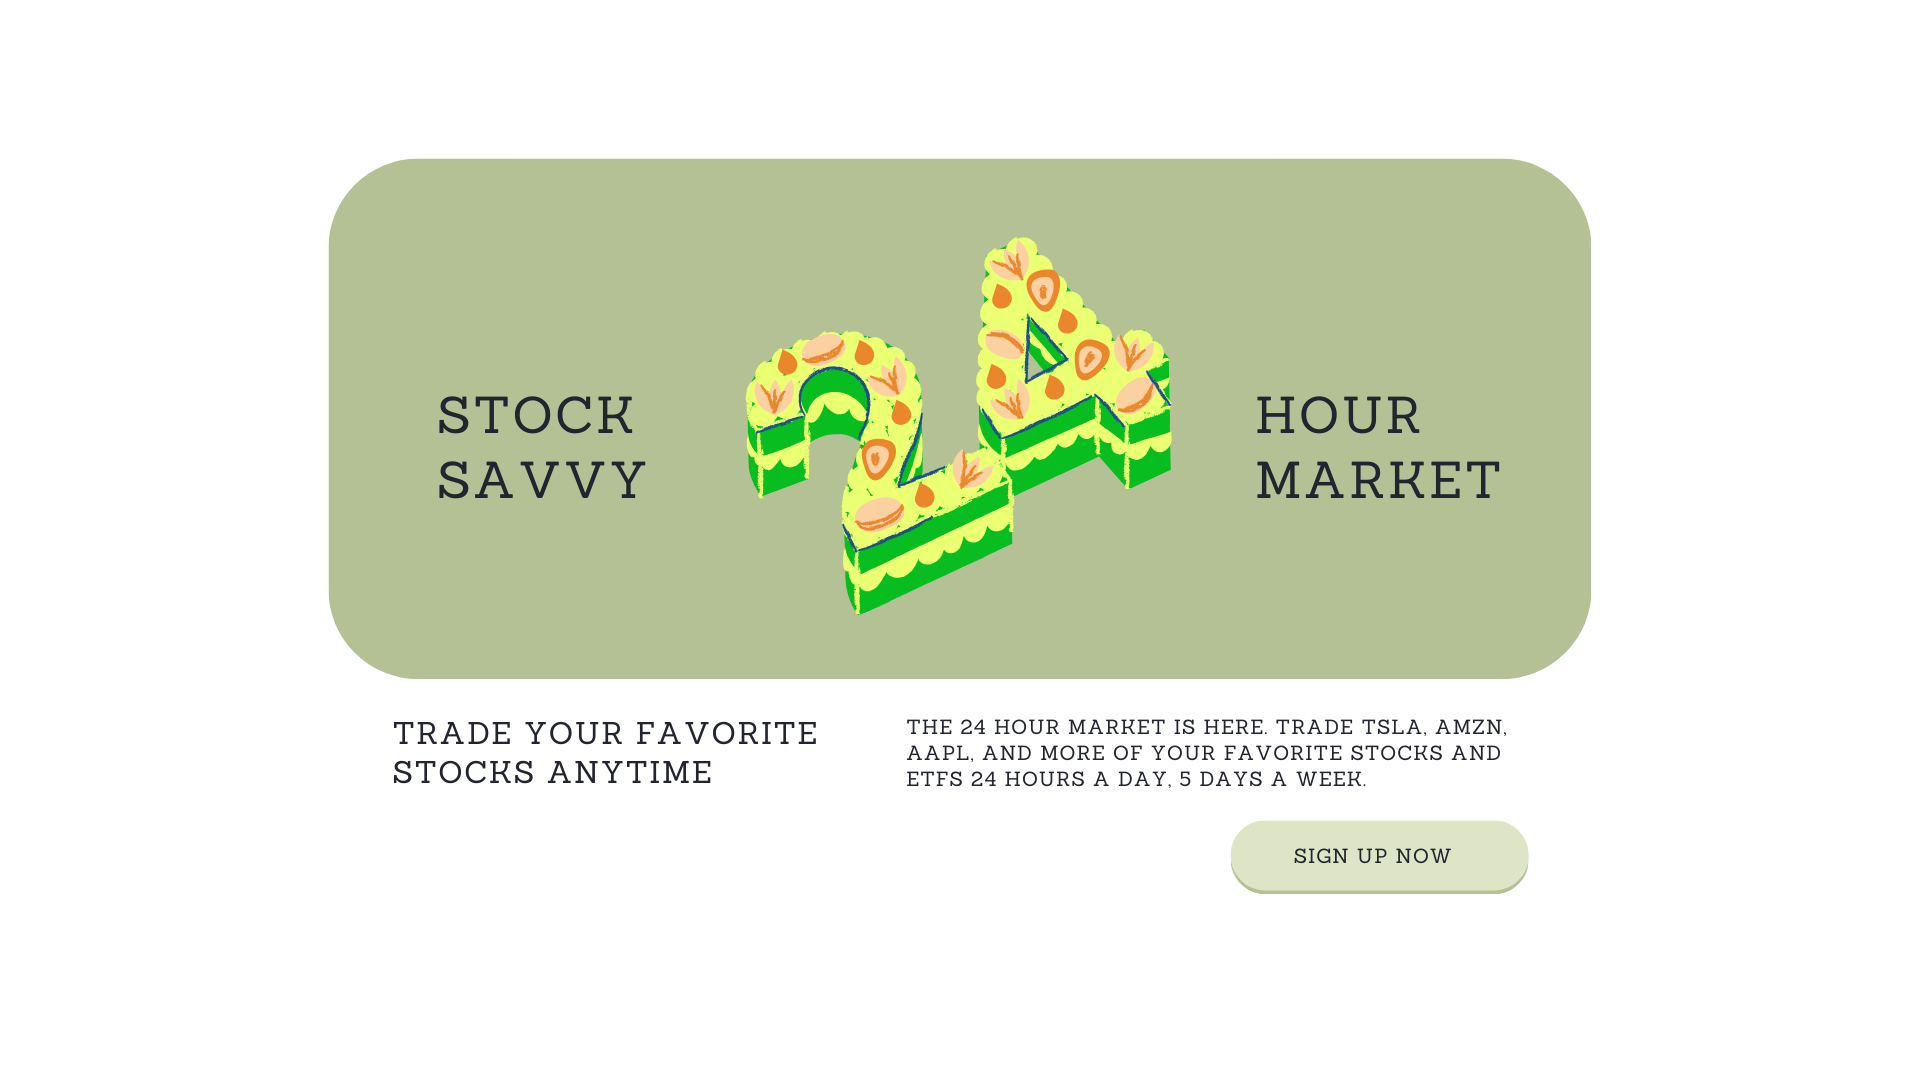 STOCK
SAVVY
24
HOUR
MARKET
TRADE YOUR FAVORITE
STOCKS ANYTIME
THE 24 HOUR MARKET IS HERE. TRADE TSLA, AMZN,
AAPL, AND MORE OF YOUR FAVORITE STOCKS AND
ETFS 24 HOURS A DAY, 5 DAYS A WEEK.
SIGN UP NOW